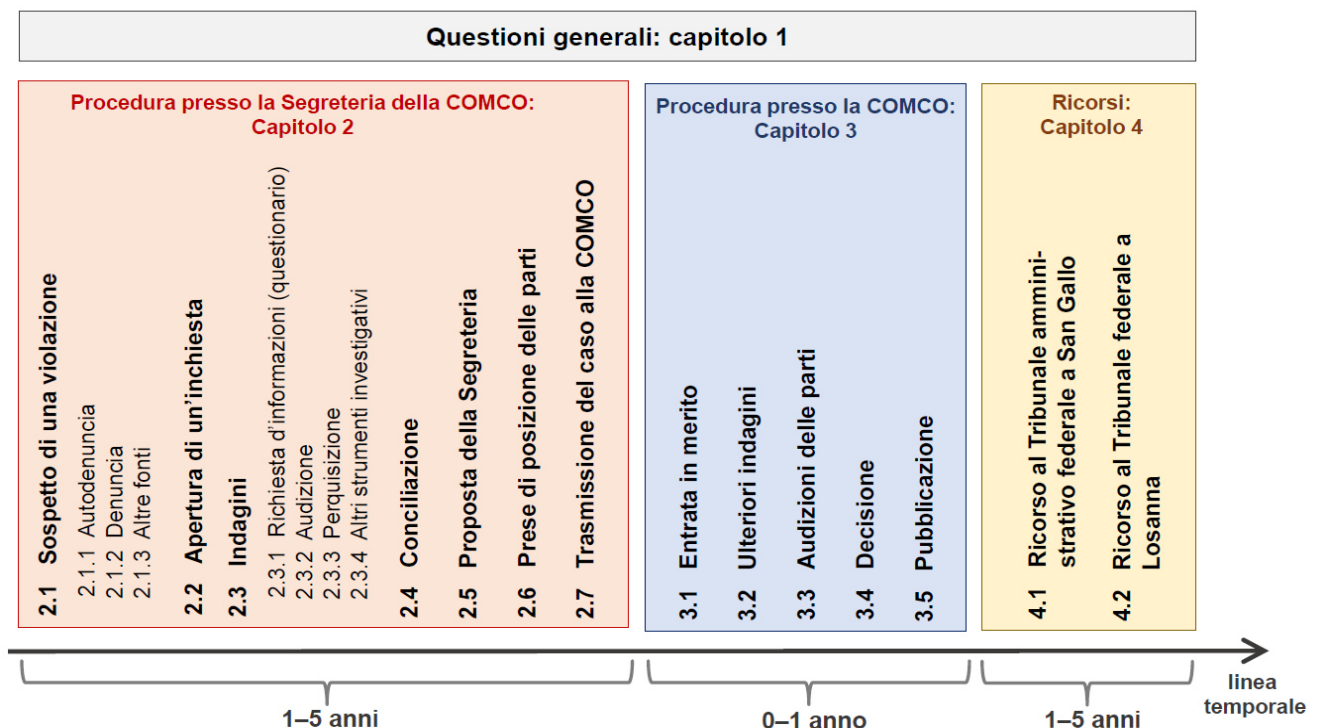 Questioni generali: capitolo 1
Procedura presso la Segreteria della COMCO:
Capitolo 2
2.1 Sospetto di una violazione
2.1.1 Autodenuncia
2.1.2 Denuncia
2.1.3 Altre fonti
2.2 Apertura di un’inchiesta
2.3 Indagini
2.3.1 Richiesta d’informazioni (questionario)
2.3.2 Audizione
2.3.3 Perquisizione
2.3.4 Altri strumenti investigativi
2.4 Conciliazione
2.5 Proposta della Segreteria
2.6 Prese di posizione delle parti
2.7 Trasmissione del caso alla COMCO
Procedura presso la COMCO:
Capitolo 3
3.1 Entrata in merito
3.2 Ulteriori indagini
3.3 Audizioni delle parti
3.4 Decisione
3.5 Pubblicazione
Ricorsi:
Capitolo 4
4.1 Ricorso al Tribunale ammini-
strativo federale a San Gallo
4.2 Ricorso al Tribunale federale a
Losanna
linea
temporale
1–5 anni
0–1 anno
1–5 anni